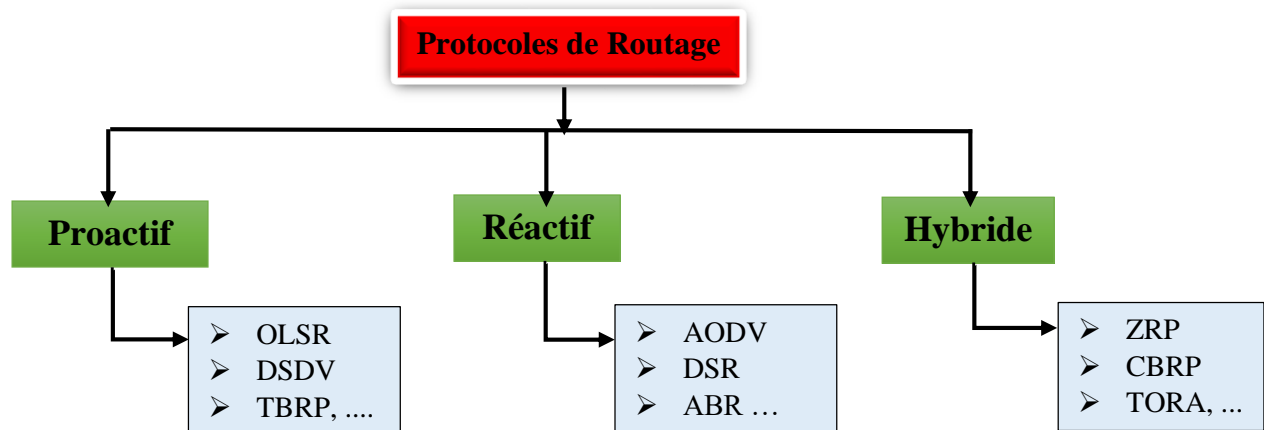 Protocoles de Routage
Proactif
Réactif
Hybride
➢ OLSR
➢ DSDV
➢ TBRP, ....
➢ AODV
➢ DSR
➢ ABR …
➢ ZRP
➢ CBRP
➢ TORA, ...